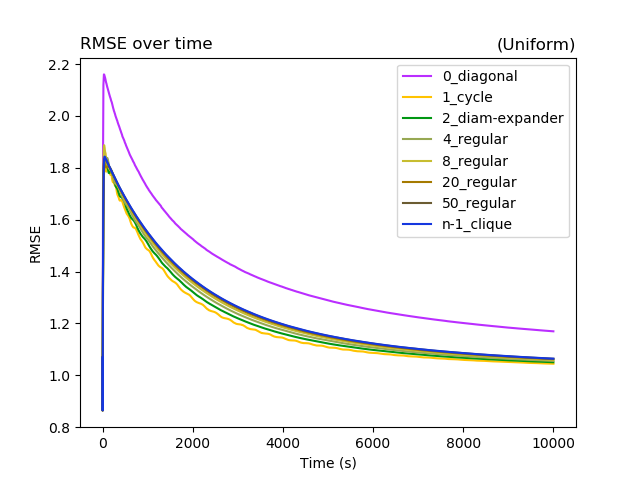 RMSE over time
(Uniform)
2.2
2.0
1.8
1.6
1.4
1.2
1.0
0.8
RMSE
0_diagonal
1_cycle
2_diam-expander
4_regular
8_regular
20_regular
50_regular
n-1_clique
0 2000 4000 6000 8000 10000
Time (s)